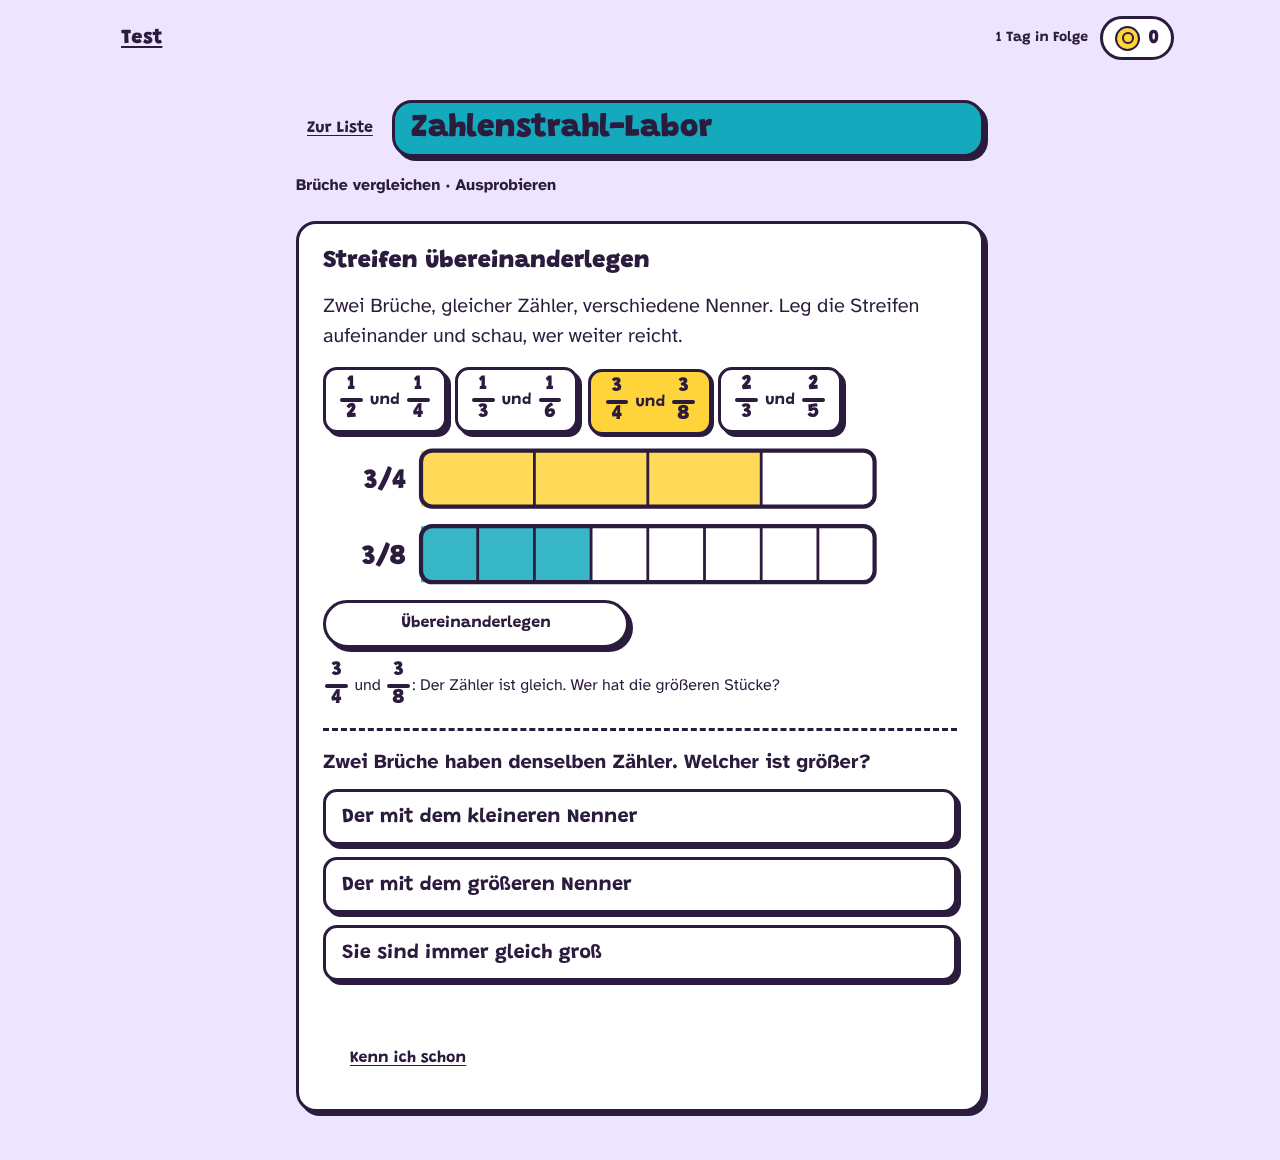 Test
1 Tag in Folge
0
Zur Liste
Zahlenstrahl-Labor
Brüche vergleichen · Ausprobieren
Streifen übereinanderlegen
Zwei Brüche, gleicher Zähler, verschiedene Nenner. Leg die Streifen
aufeinander und schau, wer weiter reicht.
1/2 und 1/4
1/3 und 1/6
3/4 und 3/8
2/3 und 2/5
3/4
3/8
Übereinanderlegen
3/4 und 3/8: Der Zähler ist gleich. Wer hat die größeren Stücke?
Zwei Brüche haben denselben Zähler. Welcher ist größer?
Der mit dem kleineren Nenner
Der mit dem größeren Nenner
Sie sind immer gleich groß
Kenn ich schon